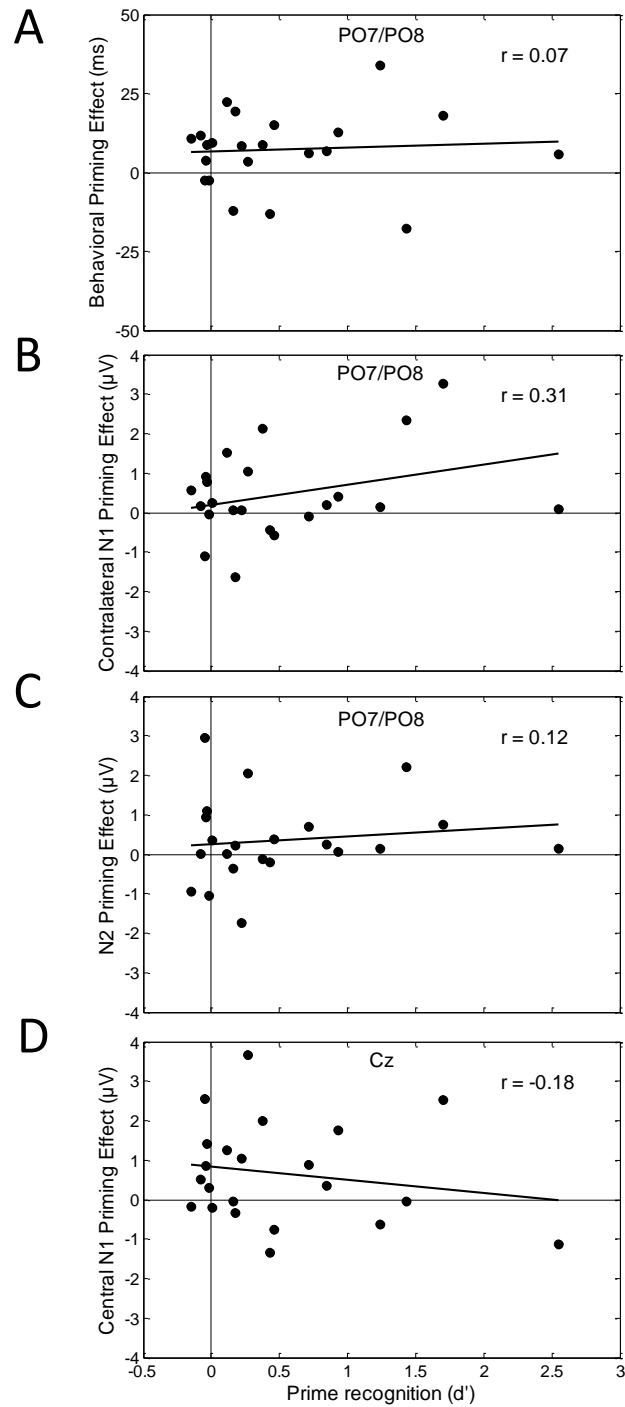 A
PO7/PO8
r = 0.07
50
25
0
-25
-50
Behavioral Priming Effect (ms)
B
PO7/PO8
r = 0.31
4
3
2
1
0
-1
-2
-3
-4
Contralateral N1 Priming Effect (µV)
C
PO7/PO8
r = 0.12
4
3
2
1
0
-1
-2
-3
-4
N2 Priming Effect (µV)
D
Cz
r = -0.18
4
3
2
1
0
-1
-2
-3
-4
Central N1 Priming Effect (µV)
-0.5 0 0.5 1 1.5 2 2.5 3
Prime recognition (d')